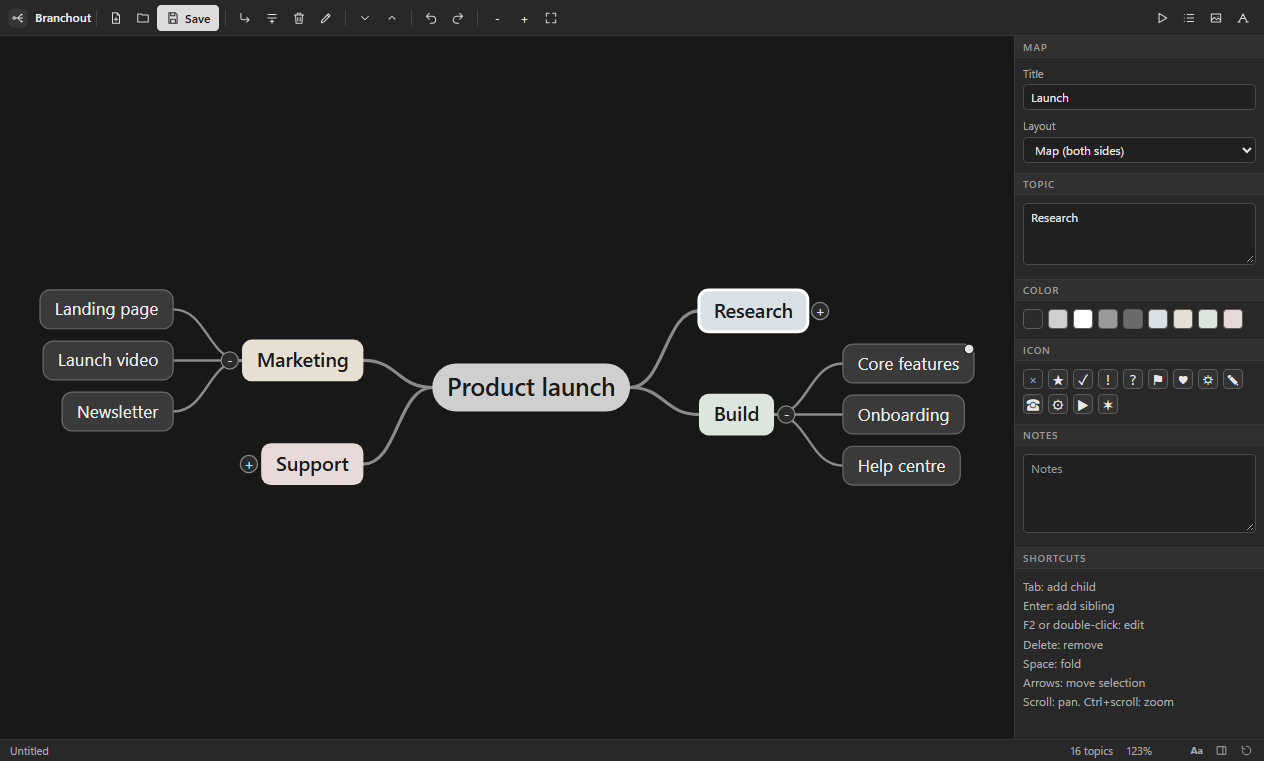 Branchout
Save
Landing page
Launch video
Newsletter
Marketing
Support
Product launch
Research
Build
Core features
Onboarding
Help centre
MAP
Title
Launch
Layout
Map (both sides)
TOPIC
Research
COLOR
ICON
NOTES
Notes
SHORTCUTS
Tab: add child
Enter: add sibling
F2 or double-click: edit
Delete: remove
Space: fold
Arrows: move selection
Scroll: pan. Ctrl+scroll: zoom
Untitled
16 topics 123% Aa